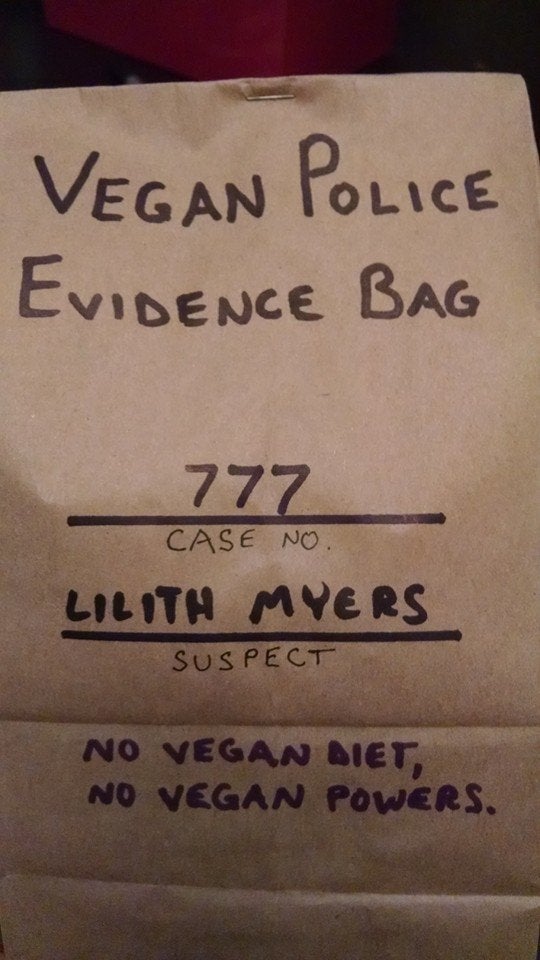 VEGAN POLICE
EVIDENCE BAG
777
CASE NO.
LILITH MYERS
SUSPECT
NO VEGAN DIET,
NO VEGAN POWERS.